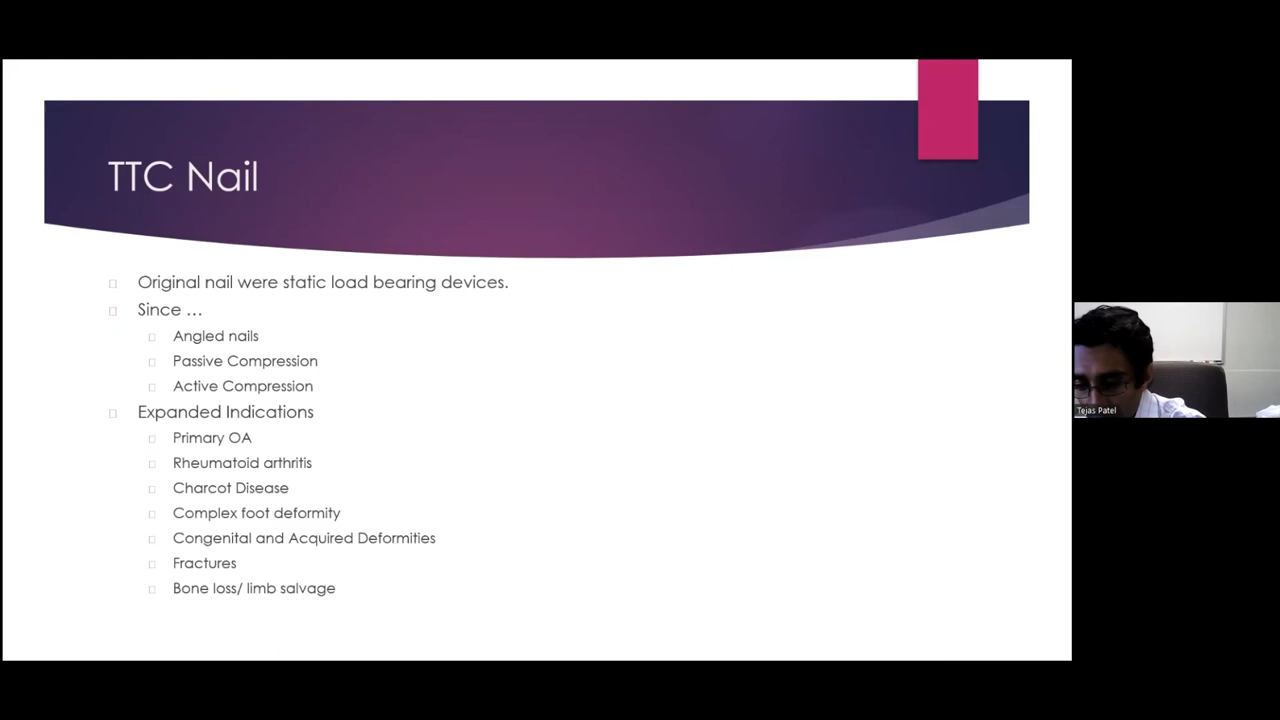 TTC Nail
Original nail were static load bearing devices.
Since …
Angled nails
Passive Compression
Active Compression
Expanded Indications
Primary OA
Rheumatoid arthritis
Charcot Disease
Complex foot deformity
Congenital and Acquired Deformities
Fractures
Bone loss/ limb salvage
Tejas Patel